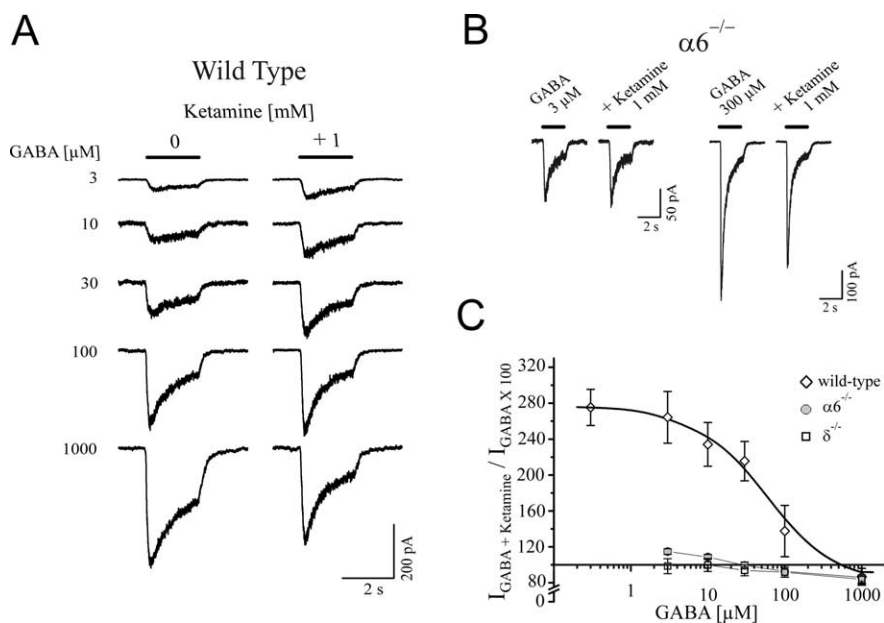 A
Wild Type
Ketamine [mM]
GABA [µM] 0 + 1
3
10
30
100
1000
2 s
200 pA
B
α6⁻/⁻
GABA
3 µM
+ Ketamine
1 mM
GABA
300 µM
+ Ketamine
1 mM
2 s
50 pA
2 s
100 pA
C
I GABA + Ketamine / I GABA X 100
320
280
240
200
160
120
80
0
wild-type
α6⁻/⁻
δ⁻/⁻
1 10 100 1000
GABA [µM]